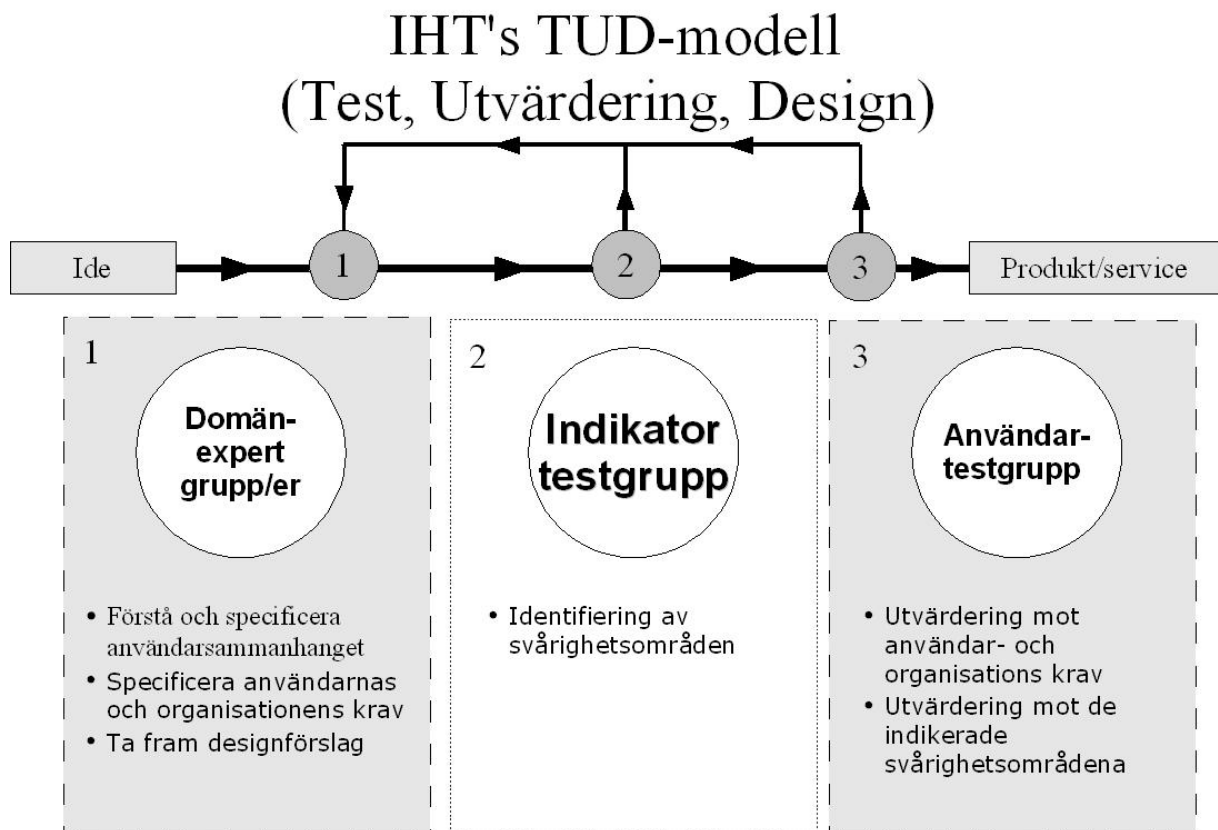 IHT's TUD-modell
(Test, Utvärdering, Design)
Ide
1
2
3
Produkt/service
1
Domän-
expert
grupp/er
• Förstå och specificera
användarsammanhanget
• Specificera användarnas
och organisationens krav
• Ta fram designförslag
2
Indikator
testgrupp
• Identifiering av
svårighetsområden
3
Användar-
testgrupp
• Utvärdering mot
användar- och
organisations krav
• Utvärdering mot de
indikerade
svårighetsområdena